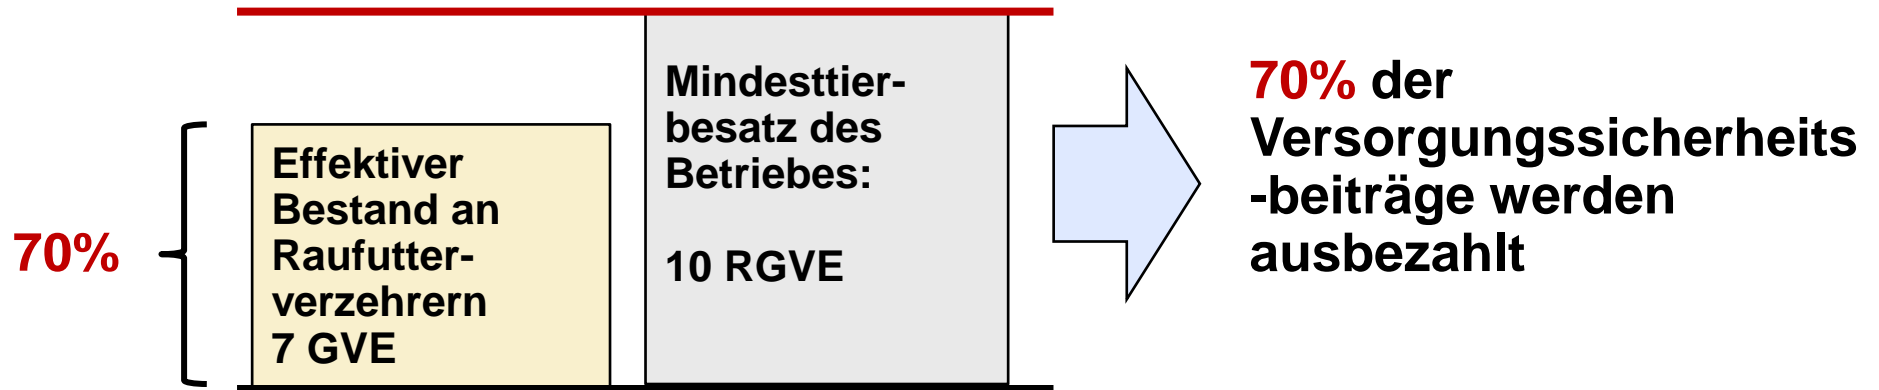 70%
Effektiver
Bestand an
Raufutter-
verzehrern
7 GVE
Mindesttier-
besatz des
Betriebes:
10 RGVE
70% der
Versorgungssicherheits
-beiträge werden
ausbezahlt